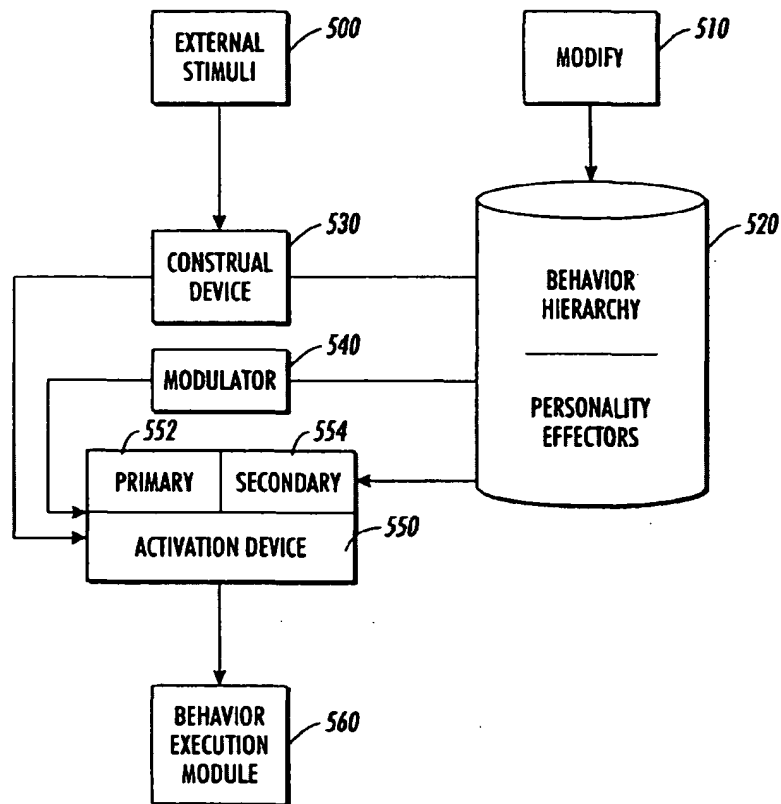 EXTERNAL
STIMULI
500
MODIFY
510
530
CONSTRUAL
DEVICE
520
BEHAVIOR
HIERARCHY
PERSONALITY
EFFECTORS
540
MODULATOR
552
554
PRIMARY
SECONDARY
ACTIVATION DEVICE
550
BEHAVIOR
EXECUTION
MODULE
560